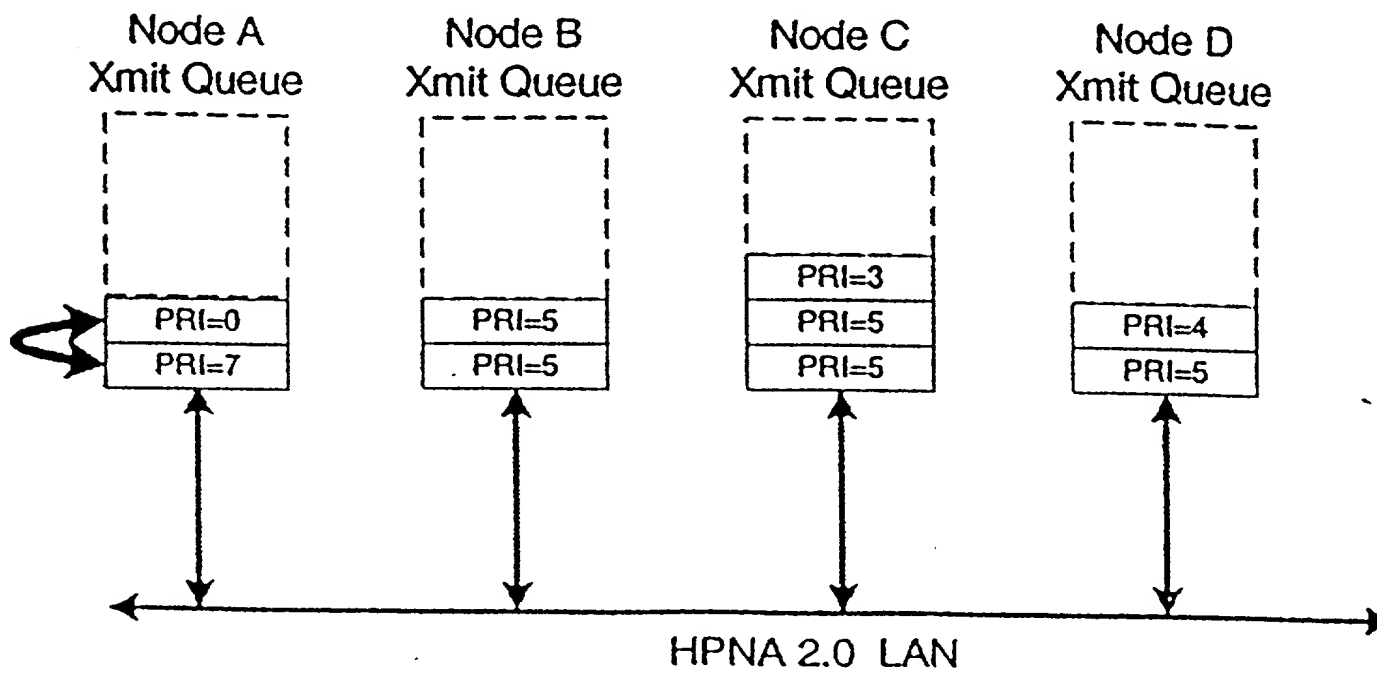 Node A
Xmit Queue
Node B
Xmit Queue
Node C
Xmit Queue
Node D
Xmit Queue
PRI=0
PRI=7
PRI=5
PRI=5
PRI=3
PRI=5
PRI=5
PRI=4
PRI=5
HPNA 2.0 LAN